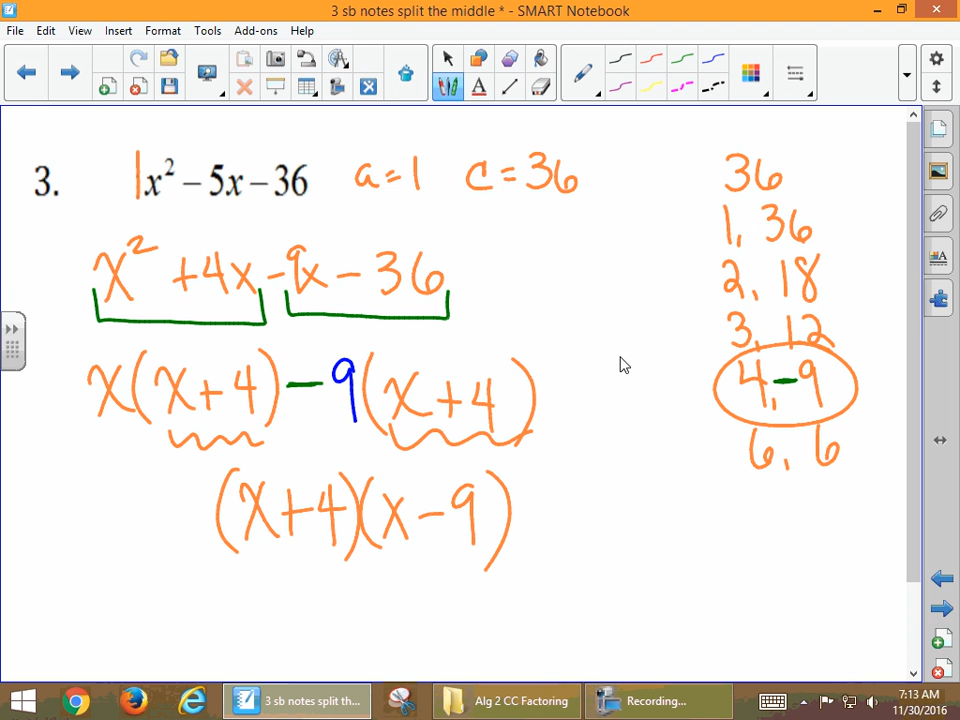 3 sb notes split the middle * - SMART Notebook
File Edit View Insert Format Tools Add-ons Help
3. 1x² – 5x – 36 a = 1 c = 36
x² + 4x - 9x - 36
x(x+4) - 9(x+4)
(x+4)(x-9)
36
1, 36
2, 18
3, 12
4, -9
6, 6
3 sb notes split th... Alg 2 CC Factoring Recording... 7:13 AM
11/30/2016